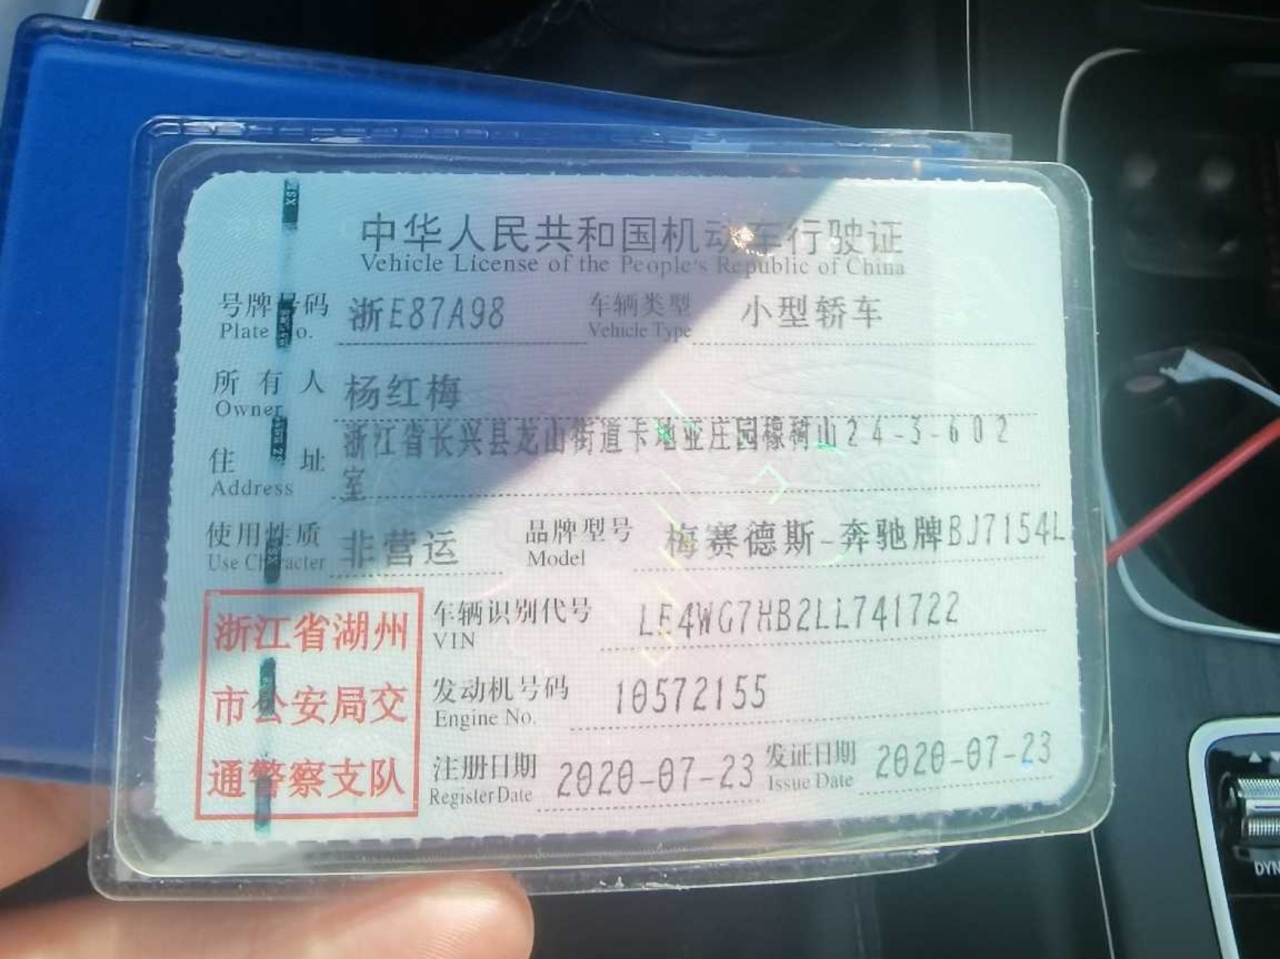 中华人民共和国机动车行驶证
Vehicle License of the People's Republic of China
号牌号码 浙E87A98 车辆类型 小型轿车
Plate No. Vehicle Type
所有人 杨红梅
Owner
浙江省长兴县龙山街道卡地亚庄园橡树山24-3-602
住址 室
Address
使用性质 非营运 品牌型号 梅赛德斯-奔驰牌BJ7154L
Use Character Model
浙江省湖州
市公安局交
通警察支队
车辆识别代号 LE4WG7HB2LL741722
VIN
发动机号码 10572155
Engine No.
注册日期 2020-07-23 发证日期 2020-07-23
Register Date Issue Date
DYN